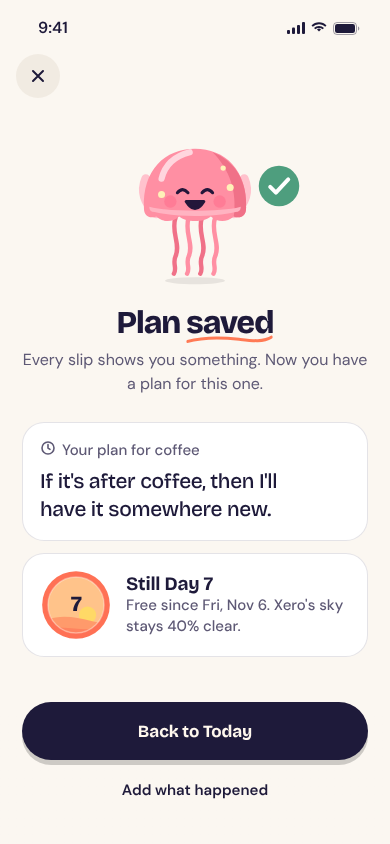 9:41
Plan saved
Every slip shows you something. Now you have
a plan for this one.
Your plan for coffee
If it's after coffee, then I'll
have it somewhere new.
7
Still Day 7
Free since Fri, Nov 6. Xero's sky
stays 40% clear.
Back to Today
Add what happened